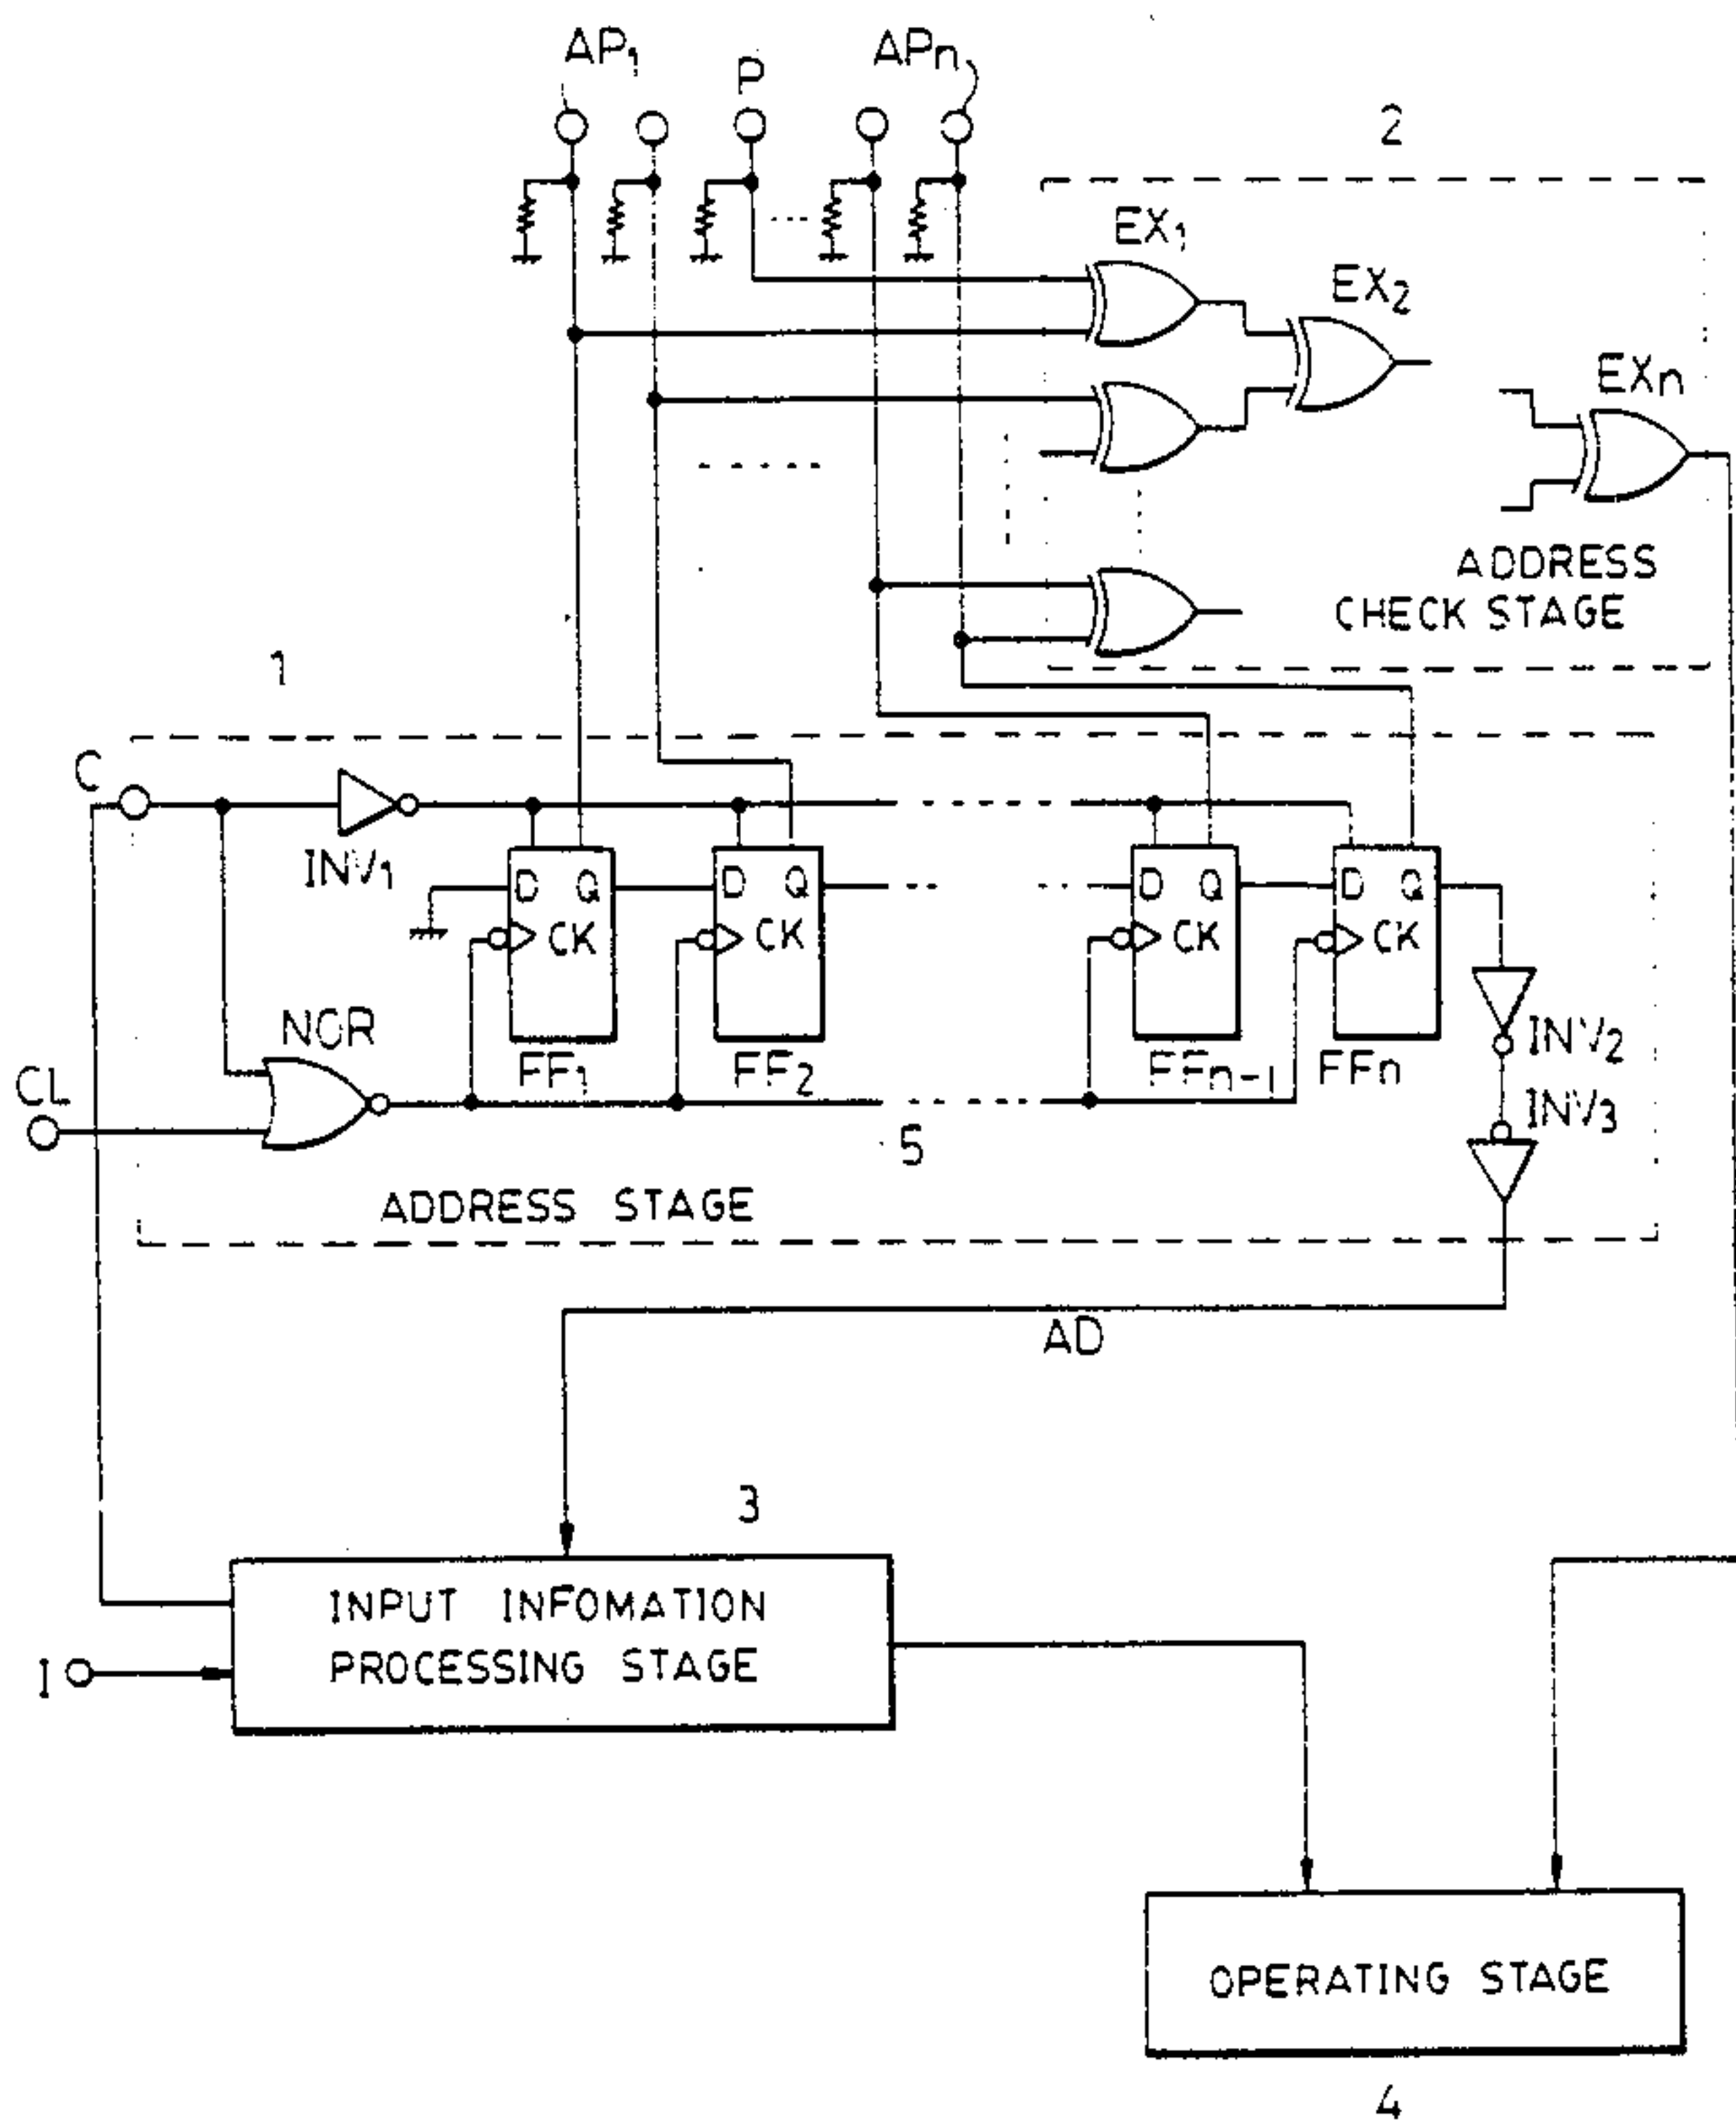 AP₁
P
APn
2
EX₁
EX₂
EXn
ADDRESS
CHECK STAGE
1
C
INV₁
D Q
CK
D Q
CK
D Q
CK
D Q
CK
NOR
FF₁
FF₂
FFn-1
FFn
INV₂
INV₃
CL
5
ADDRESS STAGE
AD
3
INPUT INFOMATION
PROCESSING STAGE
I
OPERATING STAGE
4